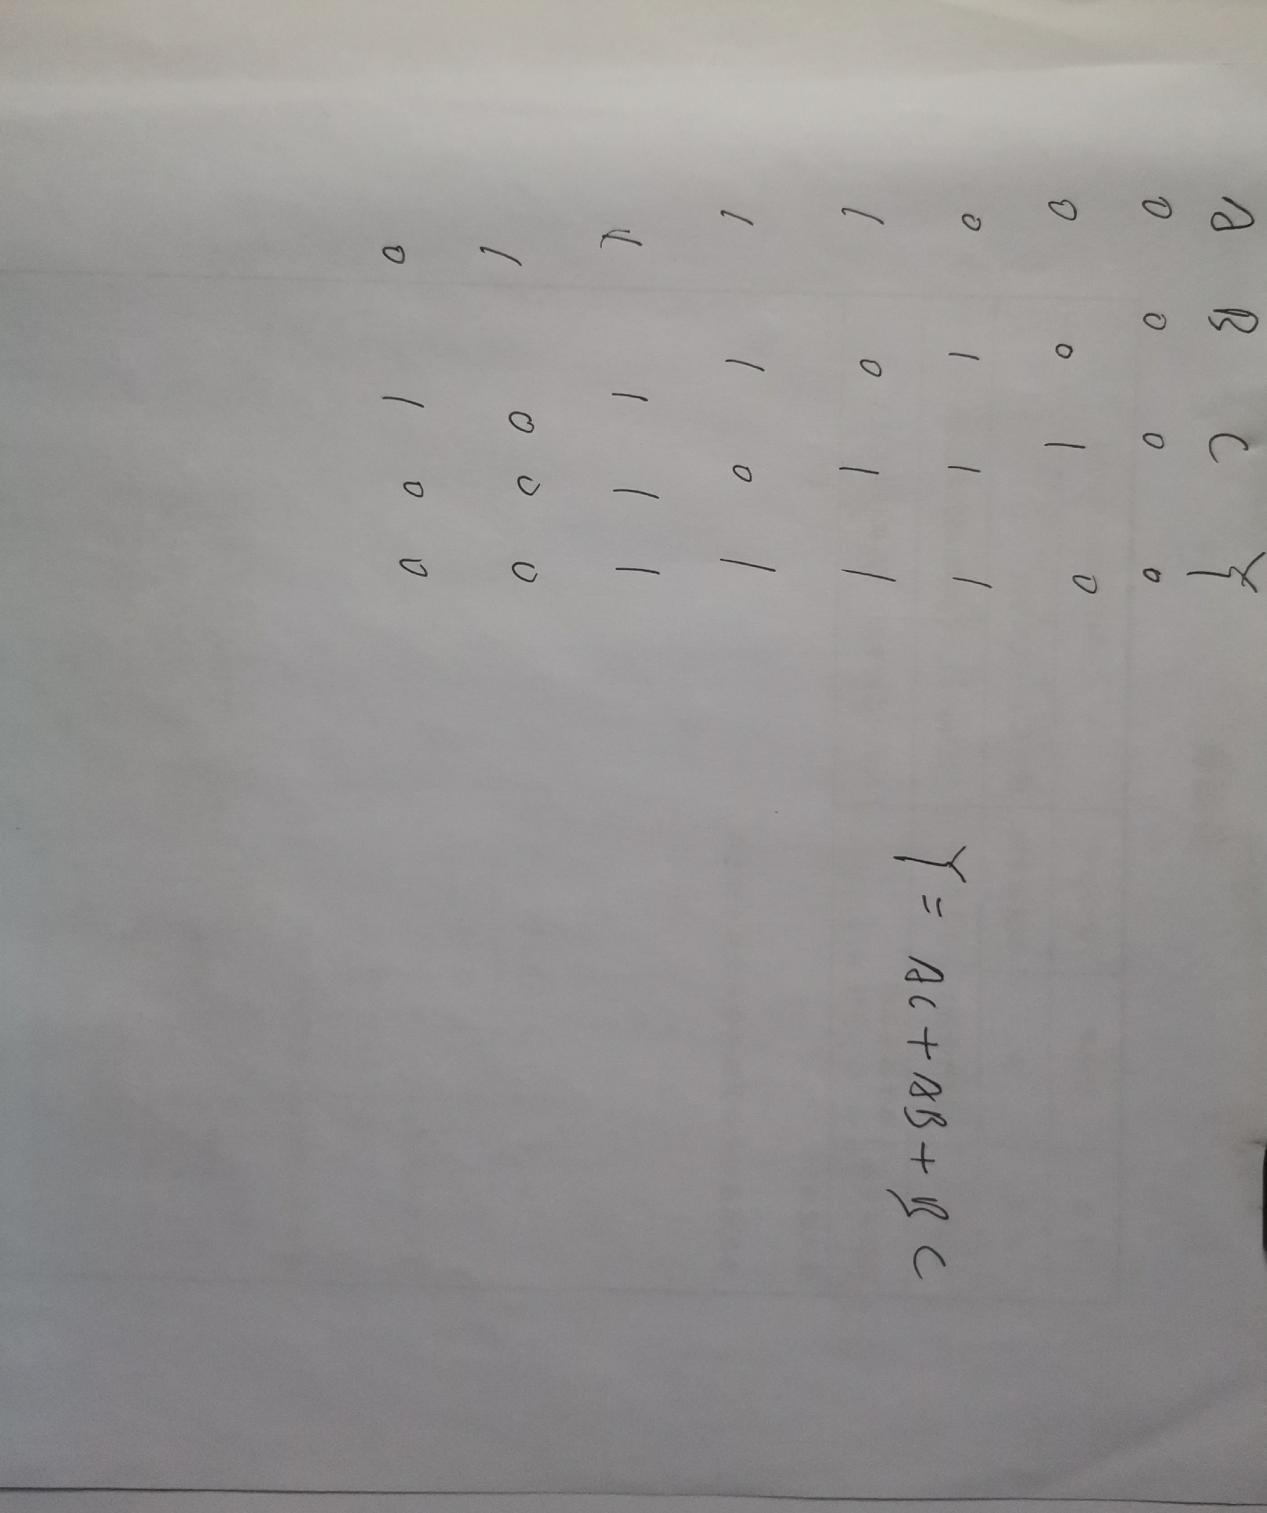 A B C Y
0 0 0 0
0 0 1 0
0 1 1 1
1 0 1 1
Y = AC + AB + BC
1 1 0 1
1 1 1 1
1 0 0 0
0 1 0 0